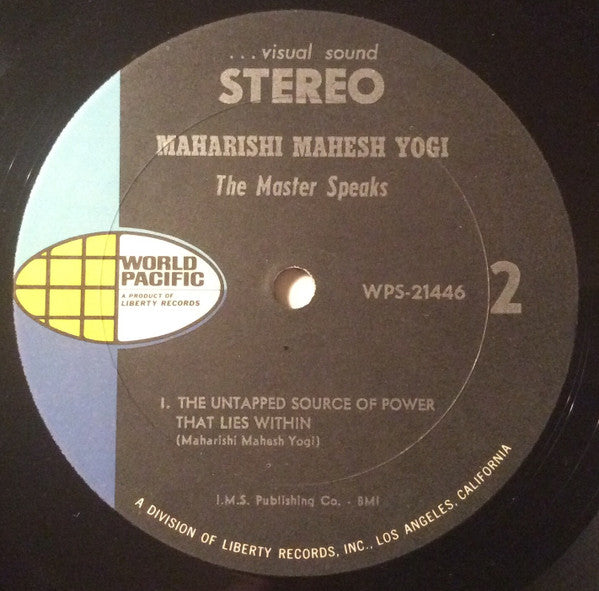 ...visual sound
STEREO
MAHARISHI MAHESH YOGI
The Master Speaks
WORLD
PACIFIC
A PRODUCT OF
LIBERTY RECORDS
WPS-21446
2
1. THE UNTAPPED SOURCE OF POWER
THAT LIES WITHIN
(Maharishi Mahesh Yogi)
I.M.S. Publishing Co. - BMI
A DIVISION OF LIBERTY RECORDS, INC., LOS ANGELES, CALIFORNIA